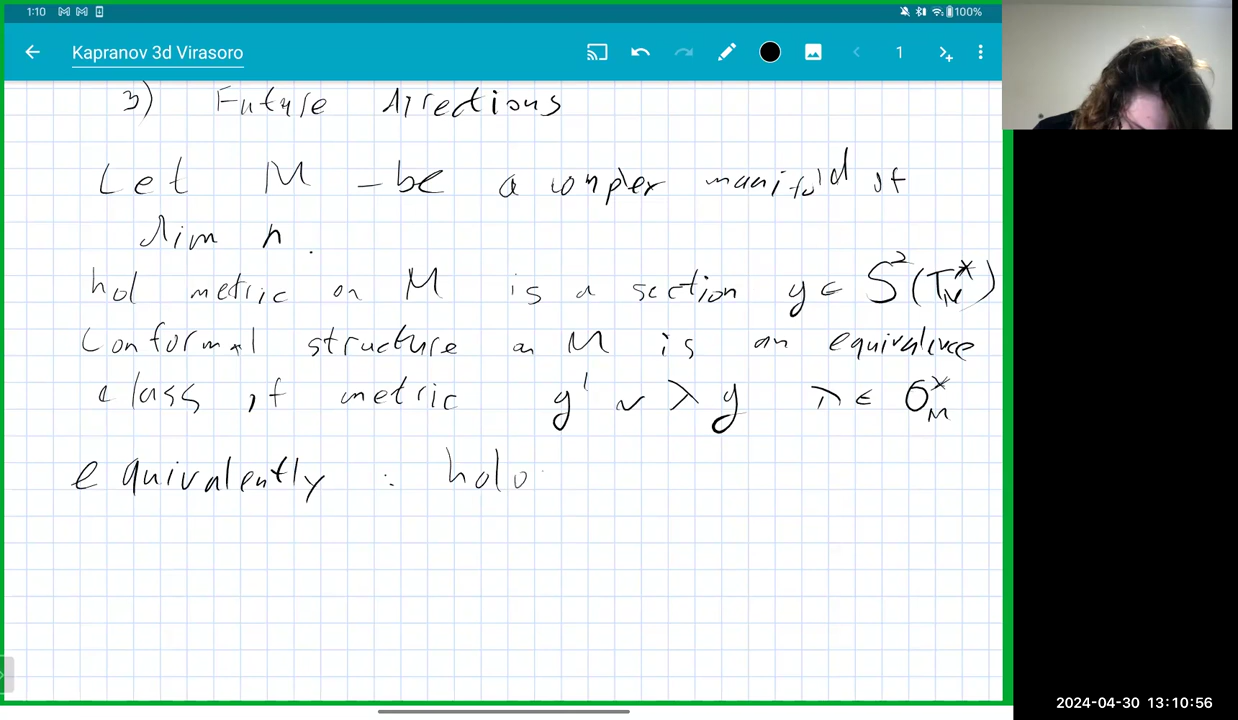 1:10
100%
Kapranov 3d Virasoro
1
3) Future directions
Let M - be a complex manifold of
dim n.
hol metric on M is a section g ∈ S²(T*_M)
Conformal structure on M is an equivalence
class of metric g' ~ λ g λ ∈ O^×_M
equivalently : holo
2024-04-30 13:10:56